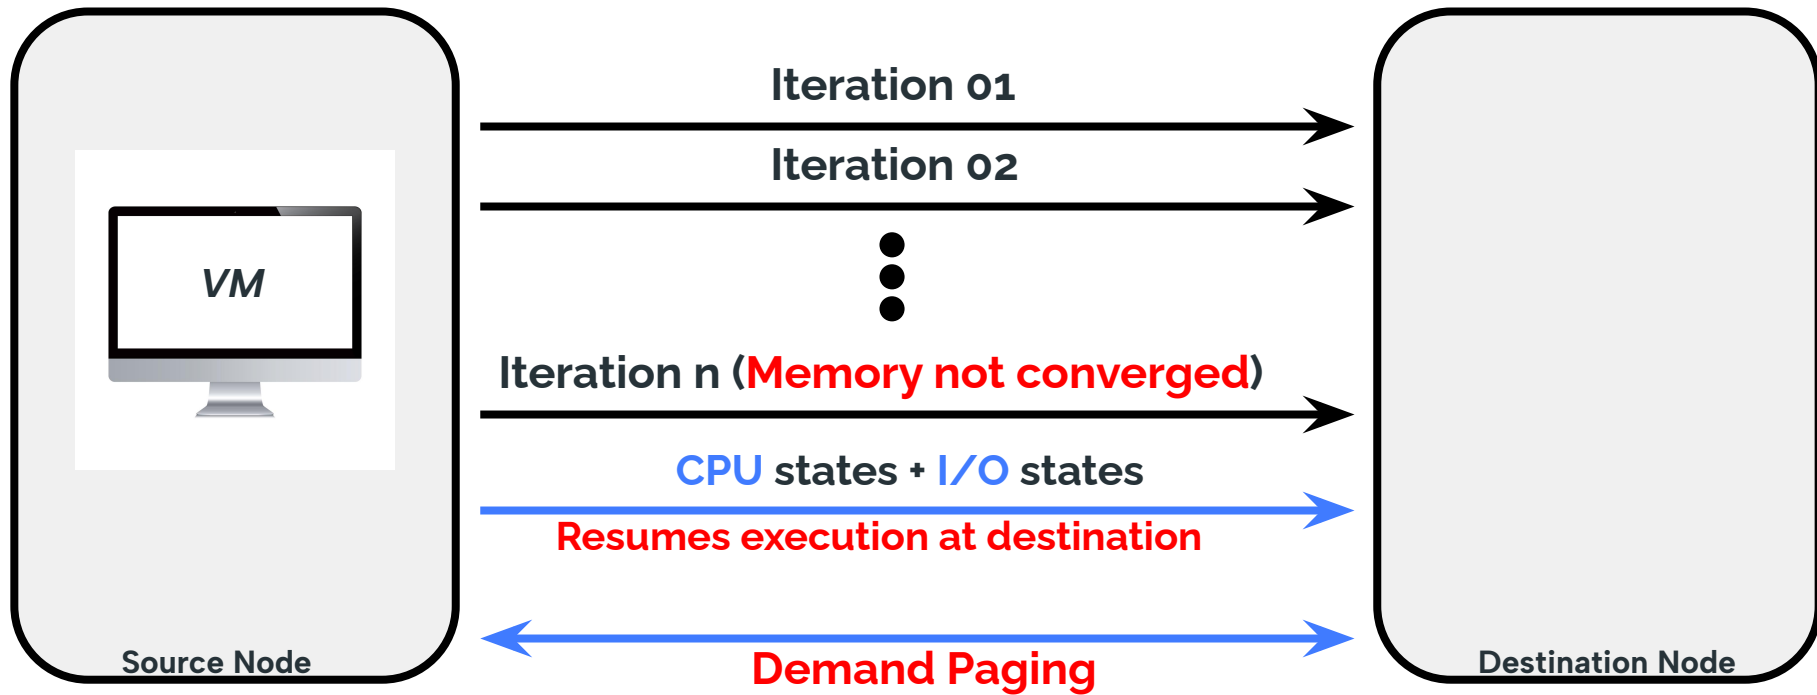 Iteration 01
Iteration 02
VM
Iteration n (Memory not converged)
CPU states + I/O states
Resumes execution at destination
Demand Paging
Source Node
Destination Node